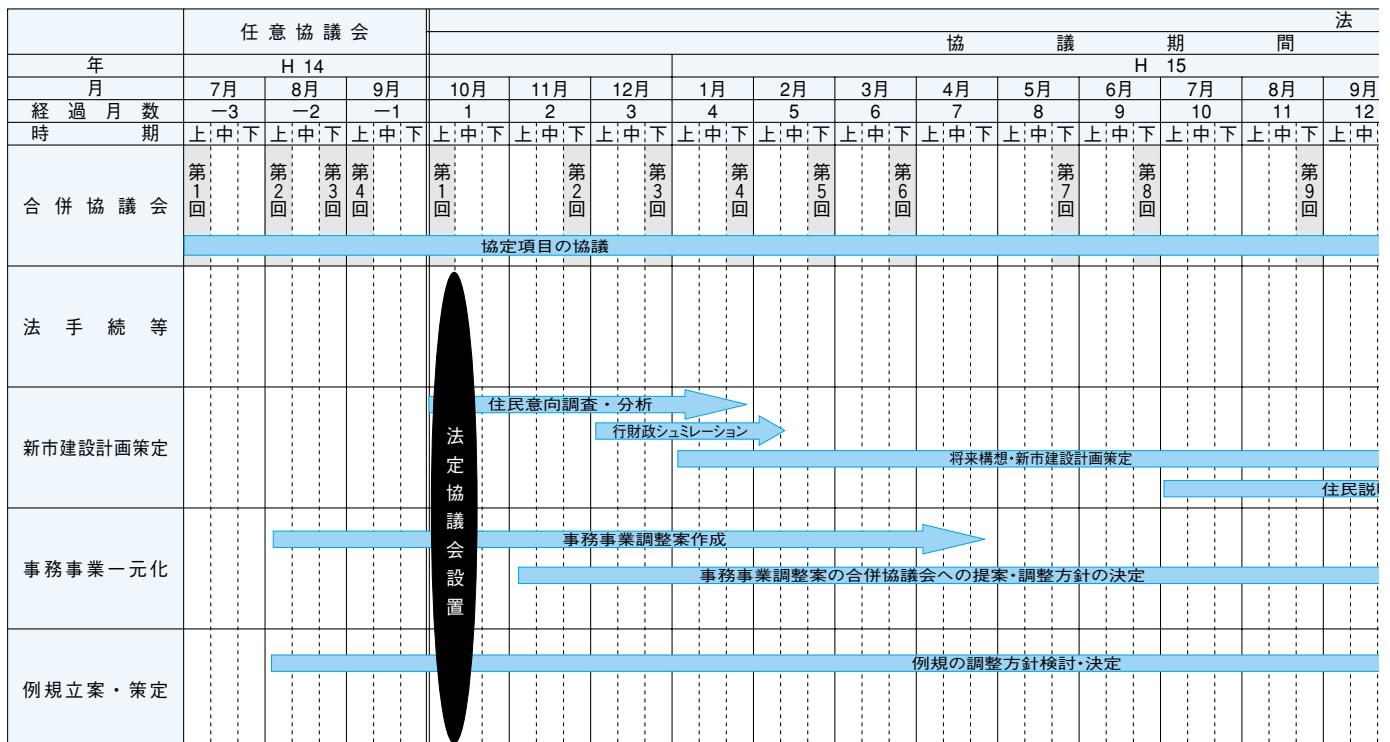 任意協議会 法
協議期間
年 H 14 H 15
月 7月 8月 9月 10月 11月 12月 1月 2月 3月 4月 5月 6月 7月 8月 9月
経過月数 −3 −2 −1 1 2 3 4 5 6 7 8 9 10 11 12
時期 上 中 下 上 中 下 上 中 下 上 中 下 上 中 下 上 中 下 上 中 下 上 中 下 上 中 下 上 中 下 上 中 下 上 中 下 上 中 下 上 中 下 上 中
合併協議会 第1回 第2回 第3回 第4回 第1回 第2回 第3回 第4回 第5回 第6回 第7回 第8回 第9回
協定項目の協議
法手続等
法定協議会設置
新市建設計画策定
住民意向調査・分析
行財政シュミレーション
将来構想・新市建設計画策定
住民説
事務事業一元化
事務事業調整案作成
事務事業調整案の合併協議会への提案・調整方針の決定
例規立案・策定
例規の調整方針検討・決定